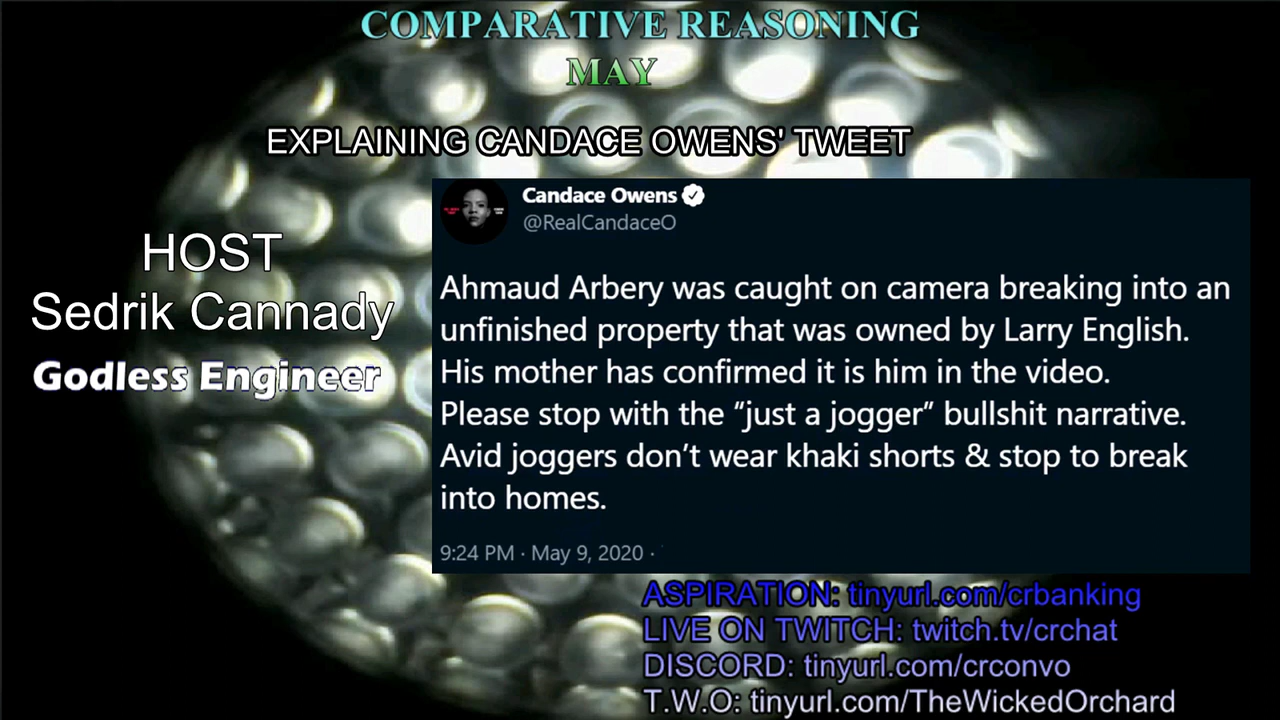 COMPARATIVE REASONING
MAY
EXPLAINING CANDACE OWENS' TWEET
HOST
Sedrik Cannady
Godless Engineer
Candace Owens
@RealCandaceO
Ahmaud Arbery was caught on camera breaking into an
unfinished property that was owned by Larry English.
His mother has confirmed it is him in the video.
Please stop with the “just a jogger” bullshit narrative.
Avid joggers don’t wear khaki shorts & stop to break
into homes.
9:24 PM · May 9, 2020 ·
ASPIRATION: tinyurl.com/crbanking
LIVE ON TWITCH: twitch.tv/crchat
DISCORD: tinyurl.com/crconvo
T.W.O: tinyurl.com/TheWickedOrchard